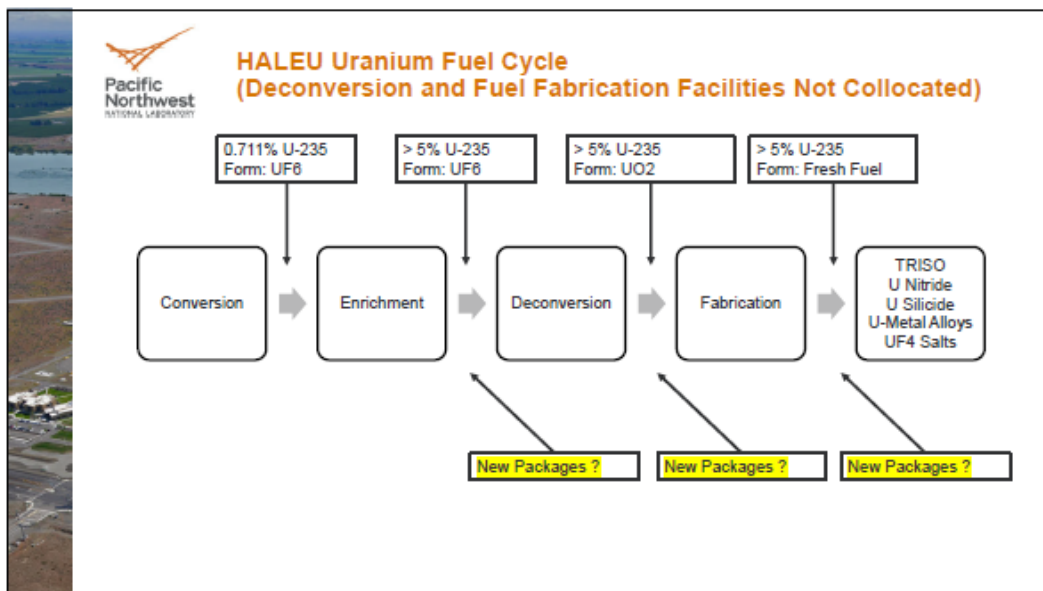 Pacific
Northwest
NATIONAL LABORATORY
HALEU Uranium Fuel Cycle
(Deconversion and Fuel Fabrication Facilities Not Collocated)
0.711% U-235
Form: UF6
> 5% U-235
Form: UF6
> 5% U-235
Form: UO2
> 5% U-235
Form: Fresh Fuel
Conversion
Enrichment
Deconversion
Fabrication
TRISO
U Nitride
U Silicide
U-Metal Alloys
UF4 Salts
New Packages ?
New Packages ?
New Packages ?